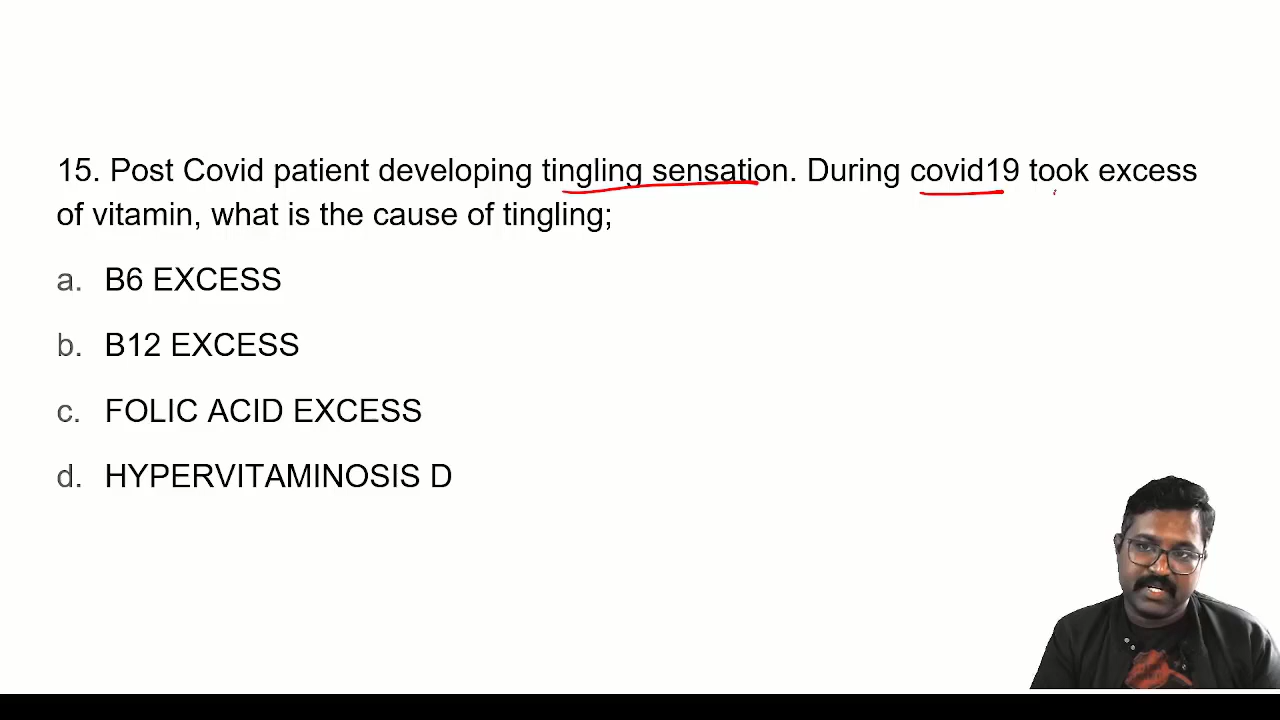 15. Post Covid patient developing tingling sensation. During covid19 took excess
of vitamin, what is the cause of tingling;
a. B6 EXCESS
b. B12 EXCESS
c. FOLIC ACID EXCESS
d. HYPERVITAMINOSIS D